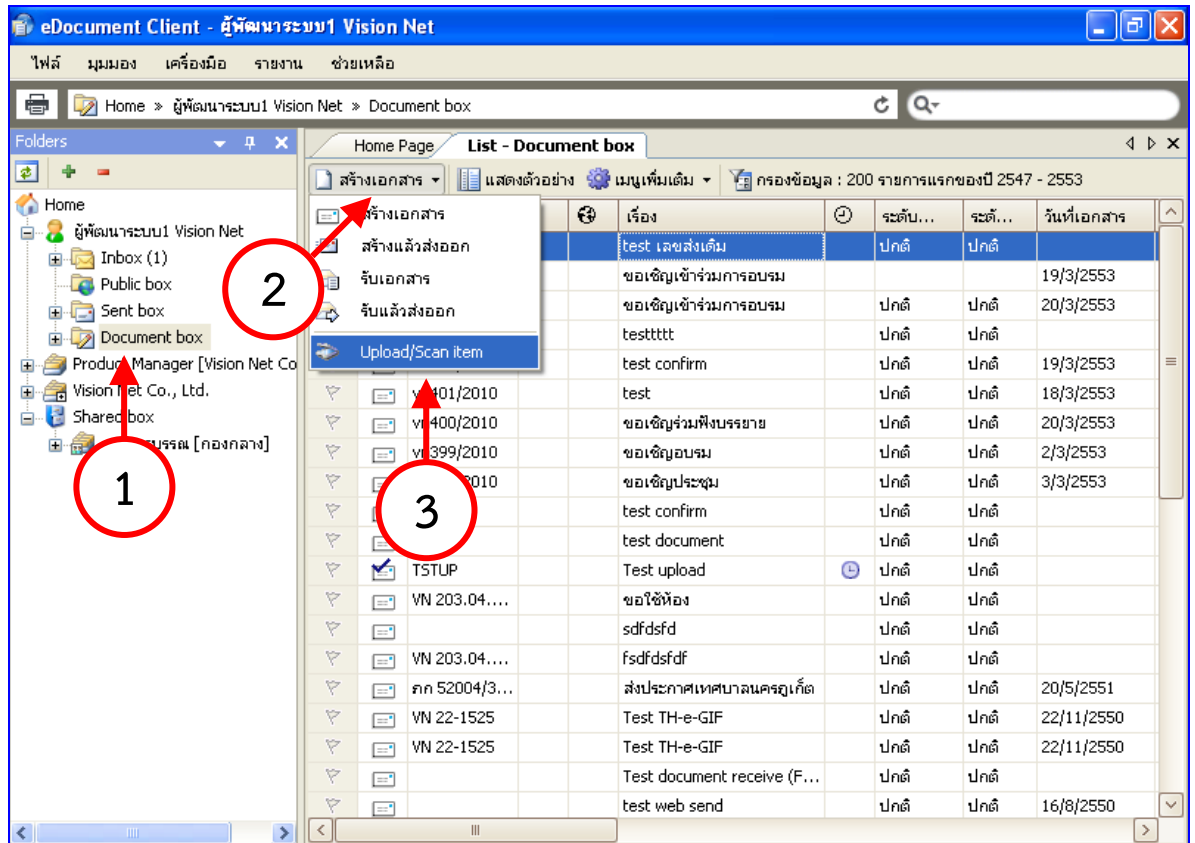 eDocument Client - ผู้พัฒนาระบบ1 Vision Net
ไฟล์ มุมมอง เครื่องมือ รายงาน ช่วยเหลือ
Home » ผู้พัฒนาระบบ1 Vision Net » Document box
Folders
Home
ผู้พัฒนาระบบ1 Vision Net
Inbox (1)
Public box
Sent box
Document box
Vision Net Co., Ltd.
Shared box
[กองกลาง]
1
2
3
Home Page List - Document box
สร้างเอกสาร แสดงตัวอย่าง เมนูเพิ่มเติม กรองข้อมูล : 200 รายการแรกของปี 2547 - 2553
สร้างเอกสาร
สร้างแล้วส่งออก
รับเอกสาร
รับแล้วส่งออก
Upload/Scan item
เรื่อง ระดับ... ระดั... วันที่เอกสาร
test เลขส่งเดิม ปกติ ปกติ
ขอเชิญเข้าร่วมการอบรม 19/3/2553
ขอเชิญเข้าร่วมการอบรม ปกติ ปกติ 20/3/2553
testtttt ปกติ ปกติ
test confirm ปกติ ปกติ 19/3/2553
401/2010 test ปกติ ปกติ 18/3/2553
400/2010 ขอเชิญร่วมฟังบรรยาย ปกติ ปกติ 20/3/2553
399/2010 ขอเชิญอบรม ปกติ ปกติ 2/3/2553
ขอเชิญประชุม ปกติ ปกติ 3/3/2553
test confirm ปกติ ปกติ
test document ปกติ ปกติ
TSTUP Test upload ปกติ ปกติ
VN 203.04.... ขอใช้ห้อง ปกติ ปกติ
sdfdsfd ปกติ ปกติ
VN 203.04.... fsdfdsfdf ปกติ ปกติ
ภก 52004/3... ส่งประกาศเทศบาลนครภูเก็ต ปกติ ปกติ 20/5/2551
VN 22-1525 Test TH-e-GIF ปกติ ปกติ 22/11/2550
VN 22-1525 Test TH-e-GIF ปกติ ปกติ 22/11/2550
Test document receive (F... ปกติ ปกติ
test web send ปกติ ปกติ 16/8/2550